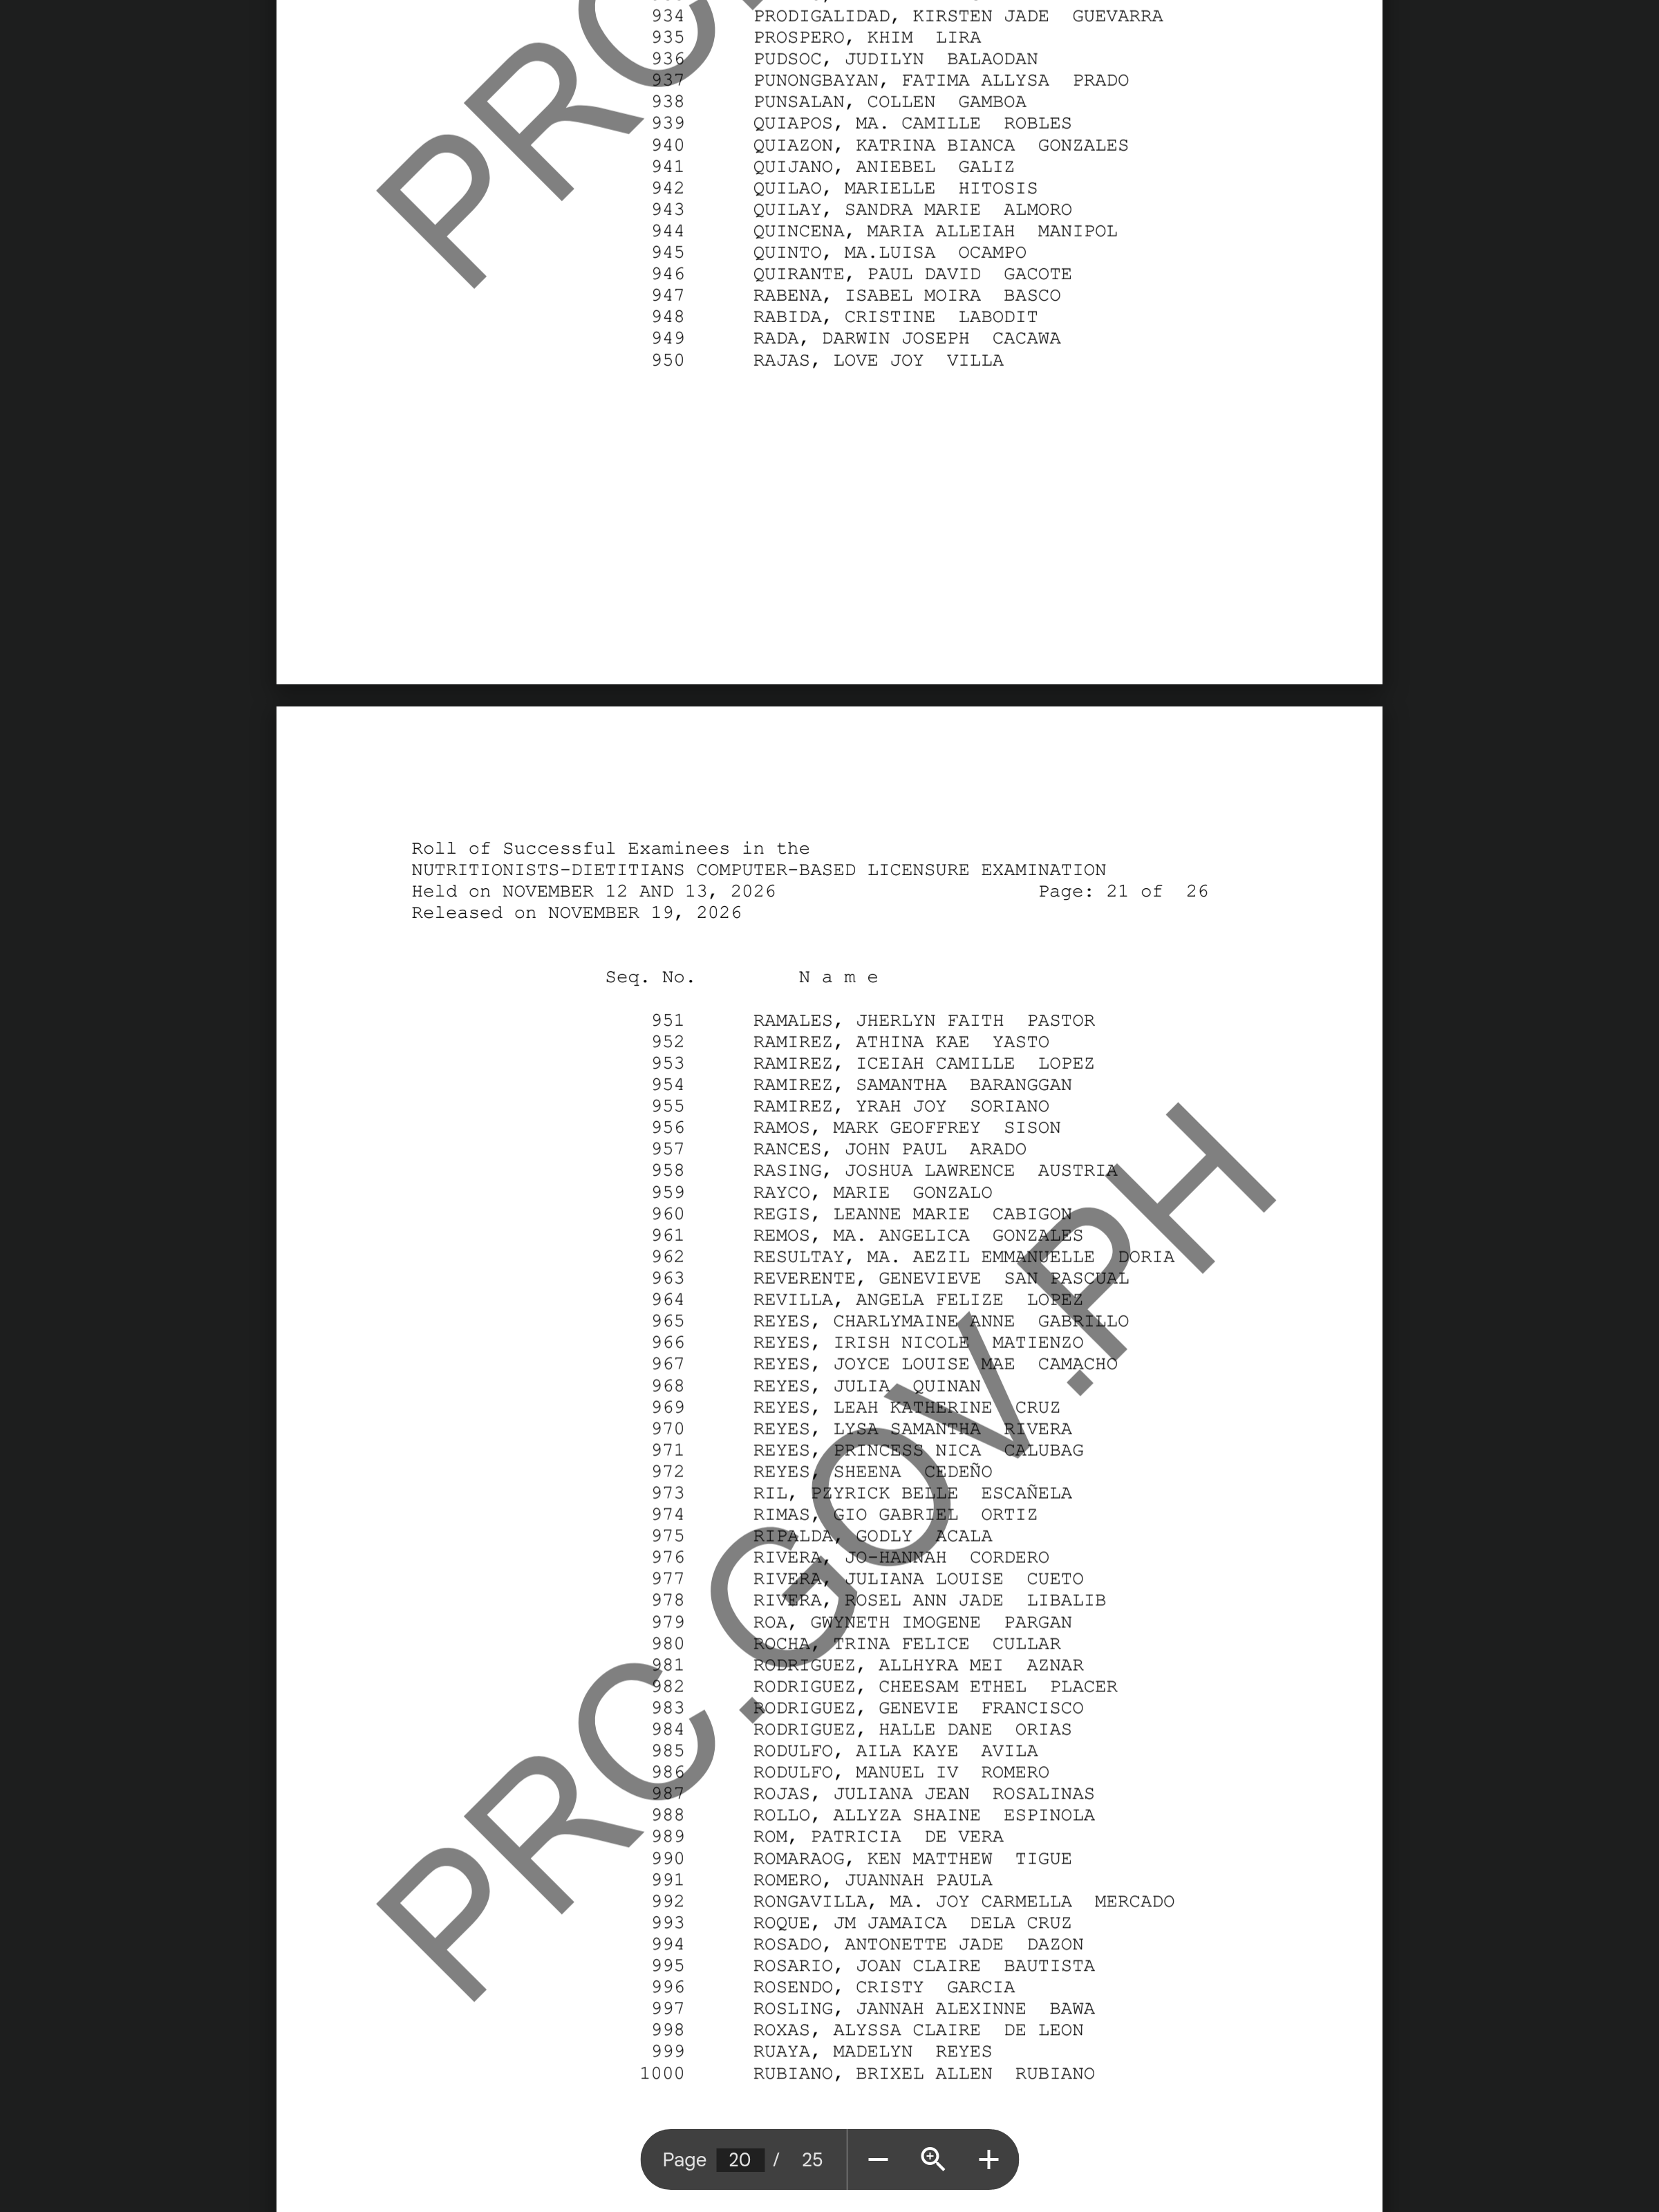 934 PRODIGALIDAD, KIRSTEN JADE GUEVARRA
935 PROSPERO, KHIM LIRA
936 PUDSOC, JUDILYN BALAODAN
937 PUNONGBAYAN, FATIMA ALLYSA PRADO
938 PUNSALAN, COLLEN GAMBOA
939 QUIAPOS, MA. CAMILLE ROBLES
940 QUIAZON, KATRINA BIANCA GONZALES
941 QUIJANO, ANIEBEL GALIZ
942 QUILAO, MARIELLE HITOSIS
943 QUILAY, SANDRA MARIE ALMORO
944 QUINCENA, MARIA ALLEIAH MANIPOL
945 QUINTO, MA.LUISA OCAMPO
946 QUIRANTE, PAUL DAVID GACOTE
947 RABENA, ISABEL MOIRA BASCO
948 RABIDA, CRISTINE LABODIT
949 RADA, DARWIN JOSEPH CACAWA
950 RAJAS, LOVE JOY VILLA
PRC
Roll of Successful Examinees in the
NUTRITIONISTS-DIETITIANS COMPUTER-BASED LICENSURE EXAMINATION
Held on NOVEMBER 12 AND 13, 2026 Page: 21 of 26
Released on NOVEMBER 19, 2026
Seq. No. N a m e
951 RAMALES, JHERLYN FAITH PASTOR
952 RAMIREZ, ATHINA KAE YASTO
953 RAMIREZ, ICEIAH CAMILLE LOPEZ
954 RAMIREZ, SAMANTHA BARANGGAN
955 RAMIREZ, YRAH JOY SORIANO
956 RAMOS, MARK GEOFFREY SISON
957 RANCES, JOHN PAUL ARADO
958 RASING, JOSHUA LAWRENCE AUSTRIA
959 RAYCO, MARIE GONZALO
960 REGIS, LEANNE MARIE CABIGON
961 REMOS, MA. ANGELICA GONZALES
962 RESULTAY, MA. AEZIL EMMANUELLE DORIA
963 REVERENTE, GENEVIEVE SAN PASCUAL
964 REVILLA, ANGELA FELIZE LOPEZ
965 REYES, CHARLYMAINE ANNE GABRILLO
966 REYES, IRISH NICOLE MATIENZO
967 REYES, JOYCE LOUISE MAE CAMACHO
968 REYES, JULIA QUINAN
969 REYES, LEAH KATHERINE CRUZ
970 REYES, LYSA SAMANTHA RIVERA
971 REYES, PRINCESS NICA CALUBAG
972 REYES, SHEENA CEDEÑO
973 RIL, PZYRICK BELLE ESCAÑELA
974 RIMAS, GIO GABRIEL ORTIZ
975 RIPALDA, GODLY ACALA
976 RIVERA, JO-HANNAH CORDERO
977 RIVERA, JULIANA LOUISE CUETO
978 RIVERA, ROSEL ANN JADE LIBALIB
979 ROA, GWYNETH IMOGENE PARGAN
980 ROCHA, TRINA FELICE CULLAR
981 RODRIGUEZ, ALLHYRA MEI AZNAR
982 RODRIGUEZ, CHEESAM ETHEL PLACER
983 RODRIGUEZ, GENEVIE FRANCISCO
984 RODRIGUEZ, HALLE DANE ORIAS
985 RODULFO, AILA KAYE AVILA
986 RODULFO, MANUEL IV ROMERO
987 ROJAS, JULIANA JEAN ROSALINAS
988 ROLLO, ALLYZA SHAINE ESPINOLA
989 ROM, PATRICIA DE VERA
990 ROMARAOG, KEN MATTHEW TIGUE
991 ROMERO, JUANNAH PAULA
992 RONGAVILLA, MA. JOY CARMELLA MERCADO
993 ROQUE, JM JAMAICA DELA CRUZ
994 ROSADO, ANTONETTE JADE DAZON
995 ROSARIO, JOAN CLAIRE BAUTISTA
996 ROSENDO, CRISTY GARCIA
997 ROSLING, JANNAH ALEXINNE BAWA
998 ROXAS, ALYSSA CLAIRE DE LEON
999 RUAYA, MADELYN REYES
1000 RUBIANO, BRIXEL ALLEN RUBIANO
PRC.GOV.PH
Page 20 / 25